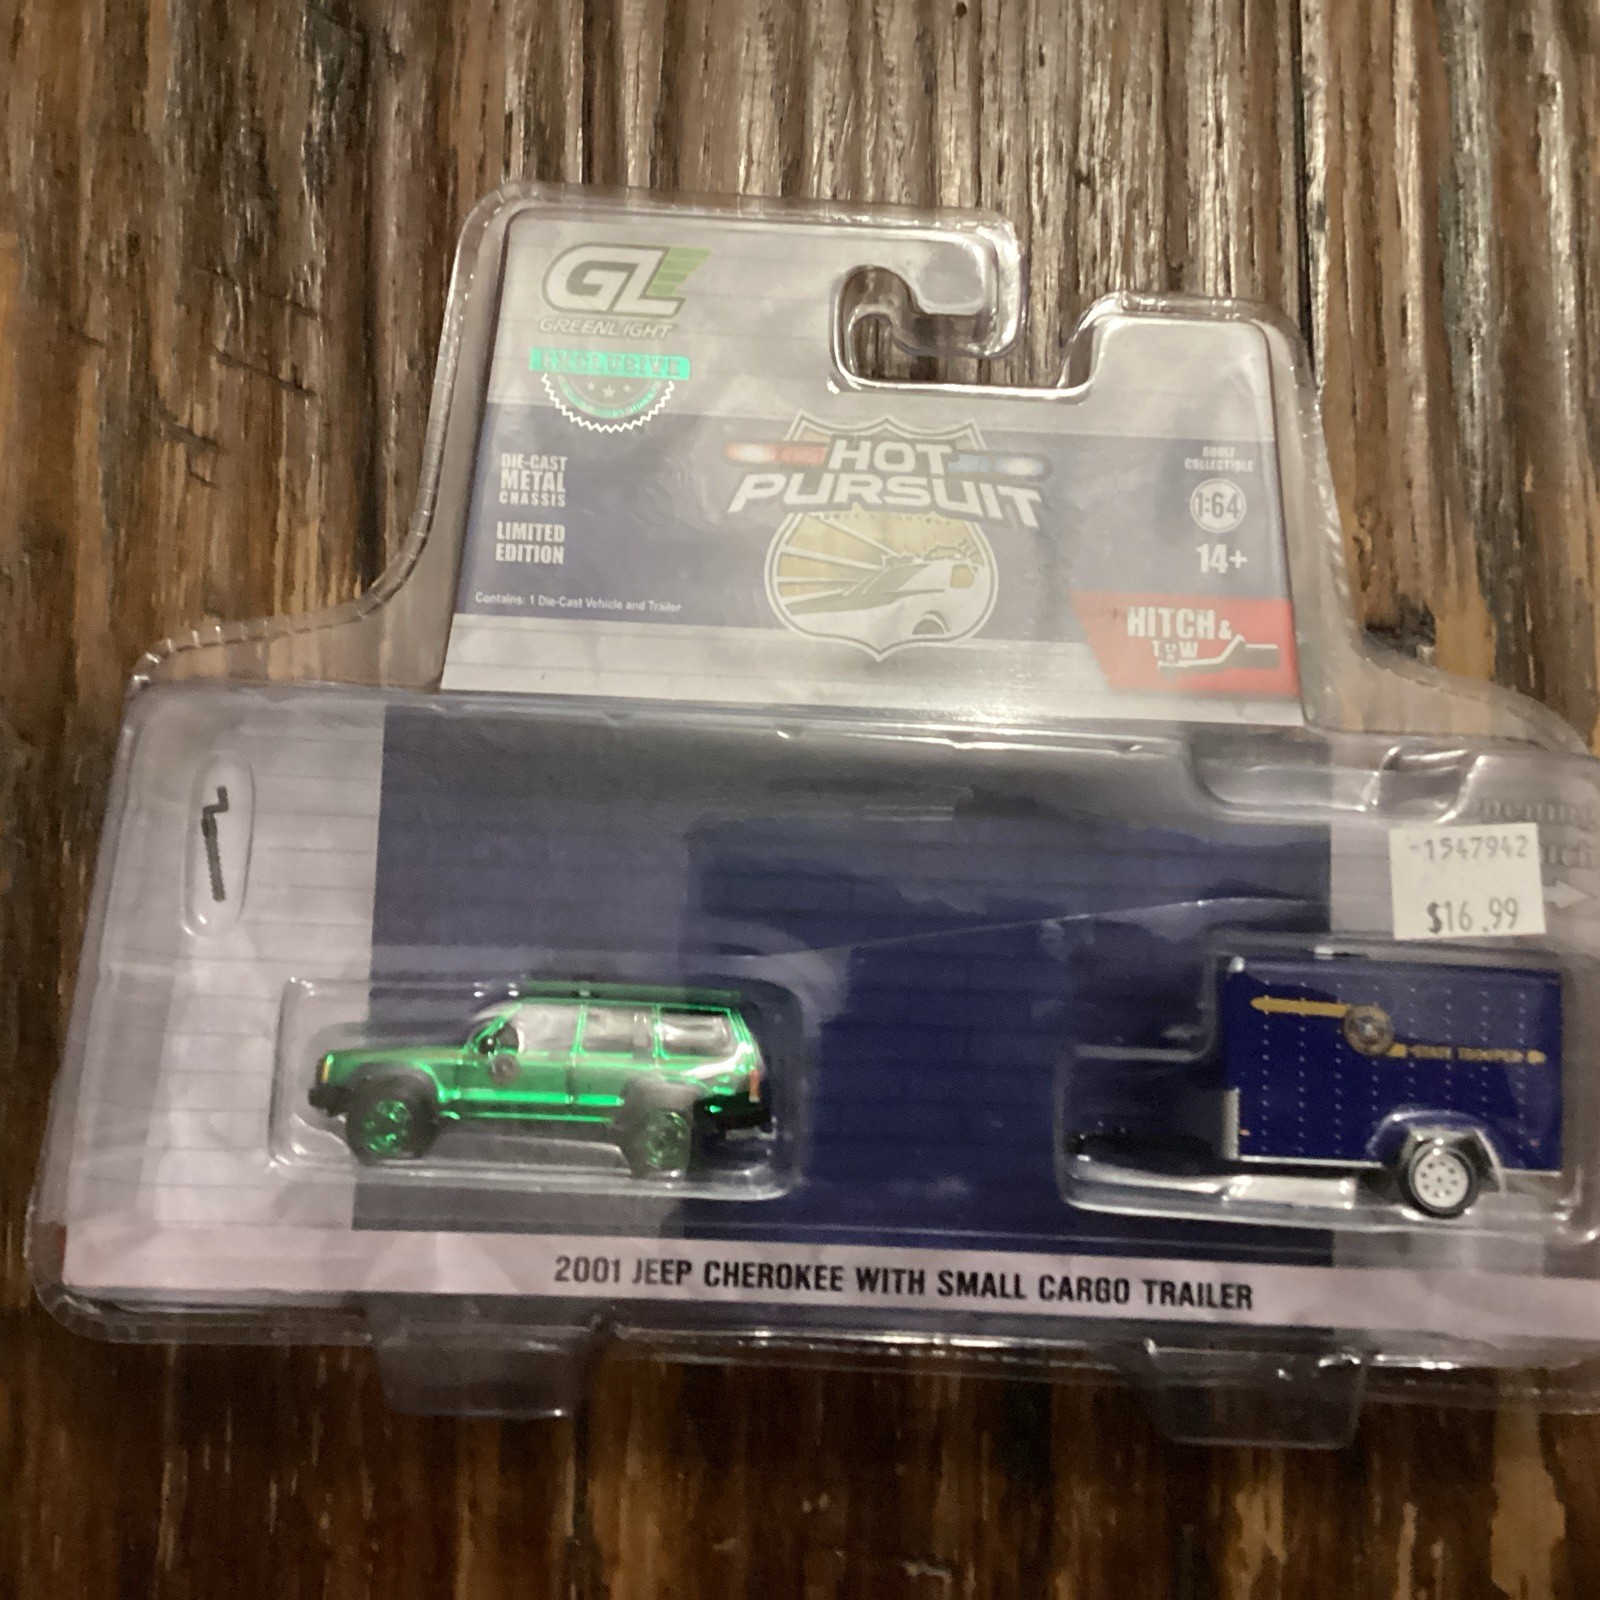 GL
GREENLIGHT
EXCLUSIVE
DIE-CAST
METAL
CHASSIS
LIMITED
EDITION
Contains: 1 Die-Cast Vehicle and Trailer
HOT
PURSUIT
ADULT
COLLECTIBLE
1:64
14+
HITCH &
TOW
-1547942
$16.99
STATE TROOPER
2001 JEEP CHEROKEE WITH SMALL CARGO TRAILER